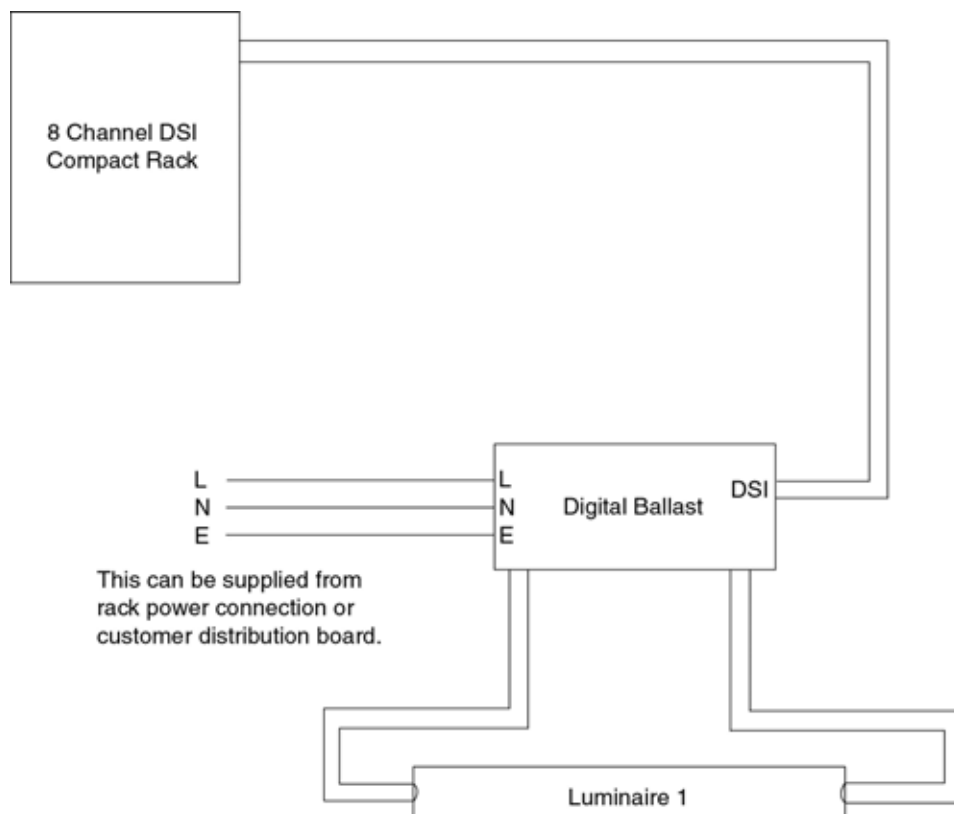 8 Channel DSI
Compact Rack
L
N
E
L
N
E
Digital Ballast
DSI
This can be supplied from
rack power connection or
customer distribution board.
Luminaire 1